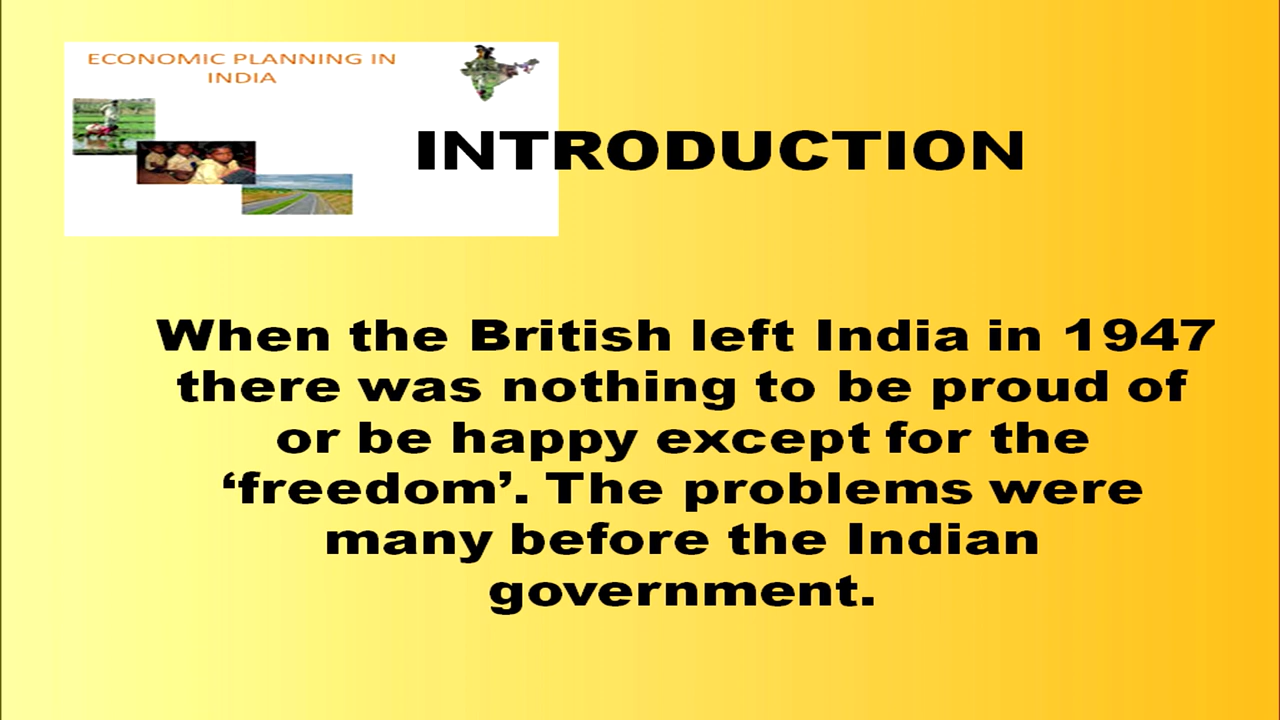 ECONOMIC PLANNING IN
INDIA
INTRODUCTION
When the British left India in 1947
there was nothing to be proud of
or be happy except for the
‘freedom’. The problems were
many before the Indian
government.